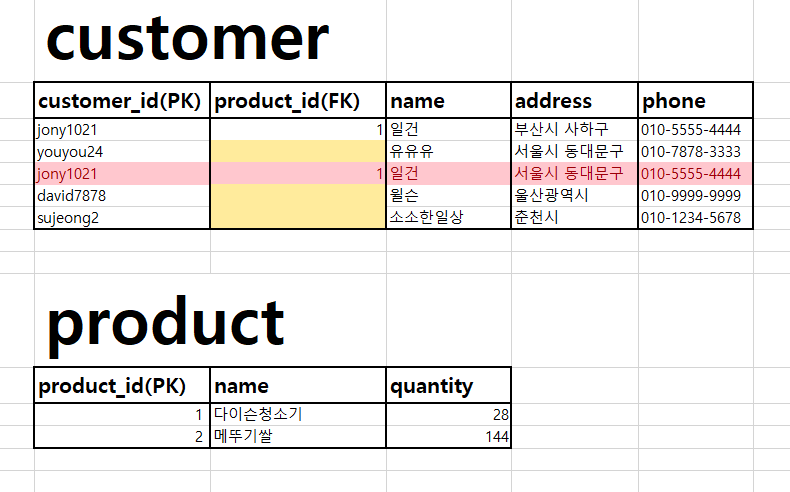 customer
customer_id(PK) product_id(FK) name address phone
jony1021 1 일건 부산시 사하구 010-5555-4444
youyou24 유유유 서울시 동대문구 010-7878-3333
jony1021 1 일건 서울시 동대문구 010-5555-4444
david7878 윌슨 울산광역시 010-9999-9999
sujeong2 소소한일상 춘천시 010-1234-5678
product
product_id(PK) name quantity
1 다이슨청소기 28
2 메뚜기쌀 144